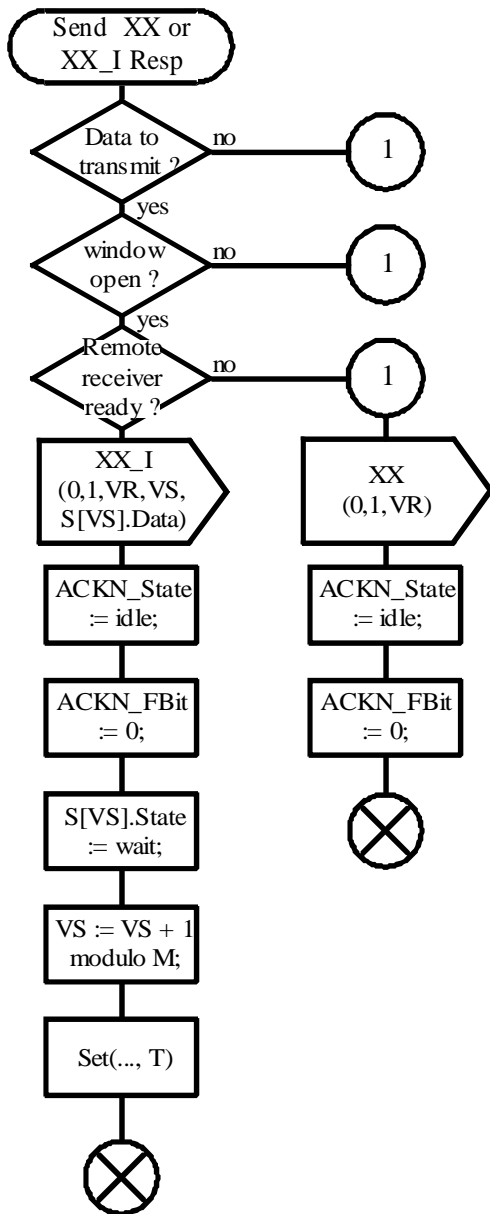 Send XX or
XX_I Resp
Data to
transmit ?
no
1
yes
window
open ?
no
1
yes
Remote
receiver
ready ?
no
1
XX_I
(0,1,VR,VS,
S[VS].Data)
XX
(0,1,VR)
ACKN_State
:= idle;
ACKN_State
:= idle;
ACKN_FBit
:= 0;
ACKN_FBit
:= 0;
S[VS].State
:= wait;
VS := VS + 1
modulo M;
Set(..., T)